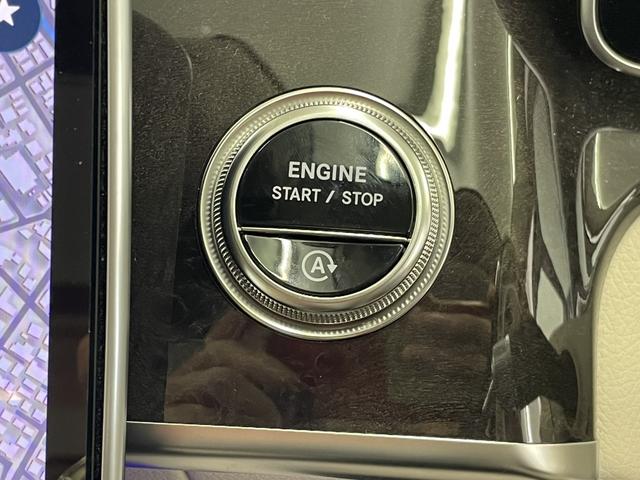 ENGINE
START / STOP
A